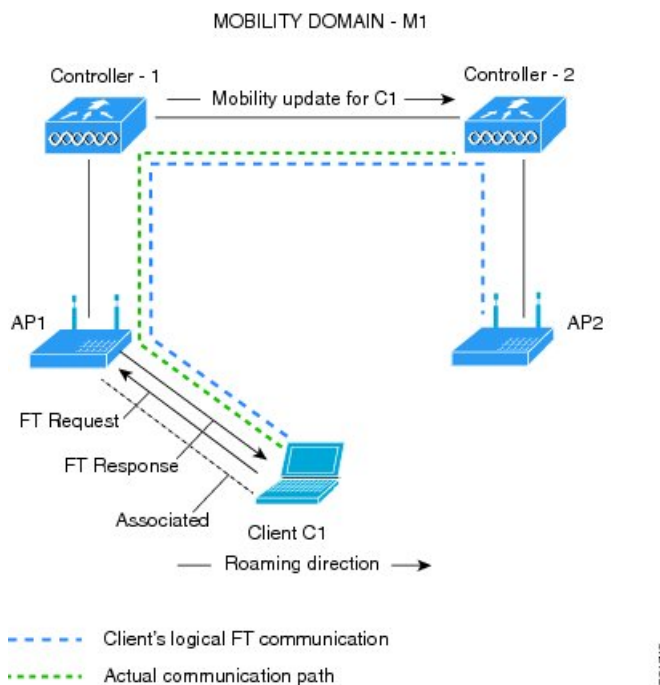 MOBILITY DOMAIN - M1
Controller - 1
Controller - 2
Mobility update for C1
AP1
AP2
FT Request
FT Response
Associated
Client C1
Roaming direction
Client's logical FT communication
Actual communication path